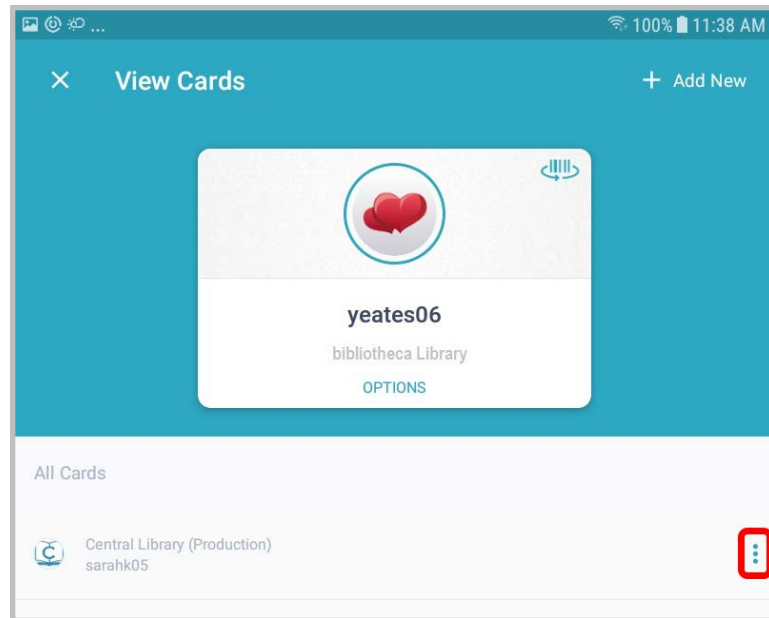 ... 100% 11:38 AM
× View Cards + Add New
yeates06
bibliotheca Library
OPTIONS
All Cards
Central Library (Production)
sarahk05